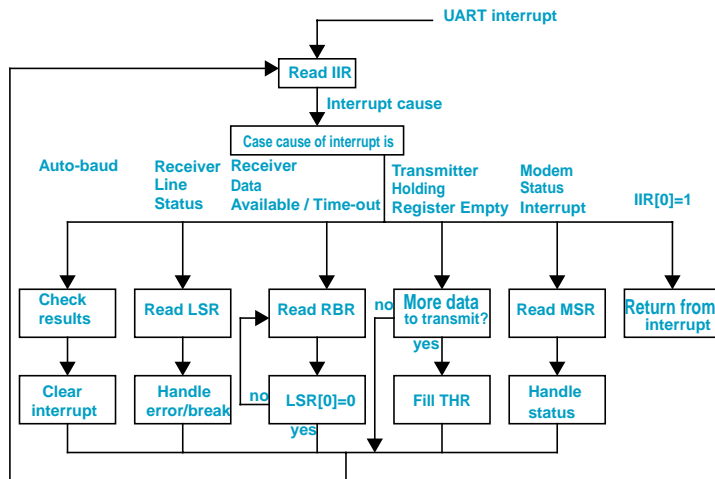 UART interrupt
Read IIR
Interrupt cause
Case cause of interrupt is
Auto-baud
Receiver
Line
Status
Receiver
Data
Available / Time-out
Transmitter
Holding
Register Empty
Modem
Status
Interrupt
IIR[0]=1
Check
results
Read LSR
Read RBR
no
More data
to transmit?
yes
Read MSR
Return from
interrupt
Clear
interrupt
Handle
error/break
no
LSR[0]=0
yes
Fill THR
Handle
status